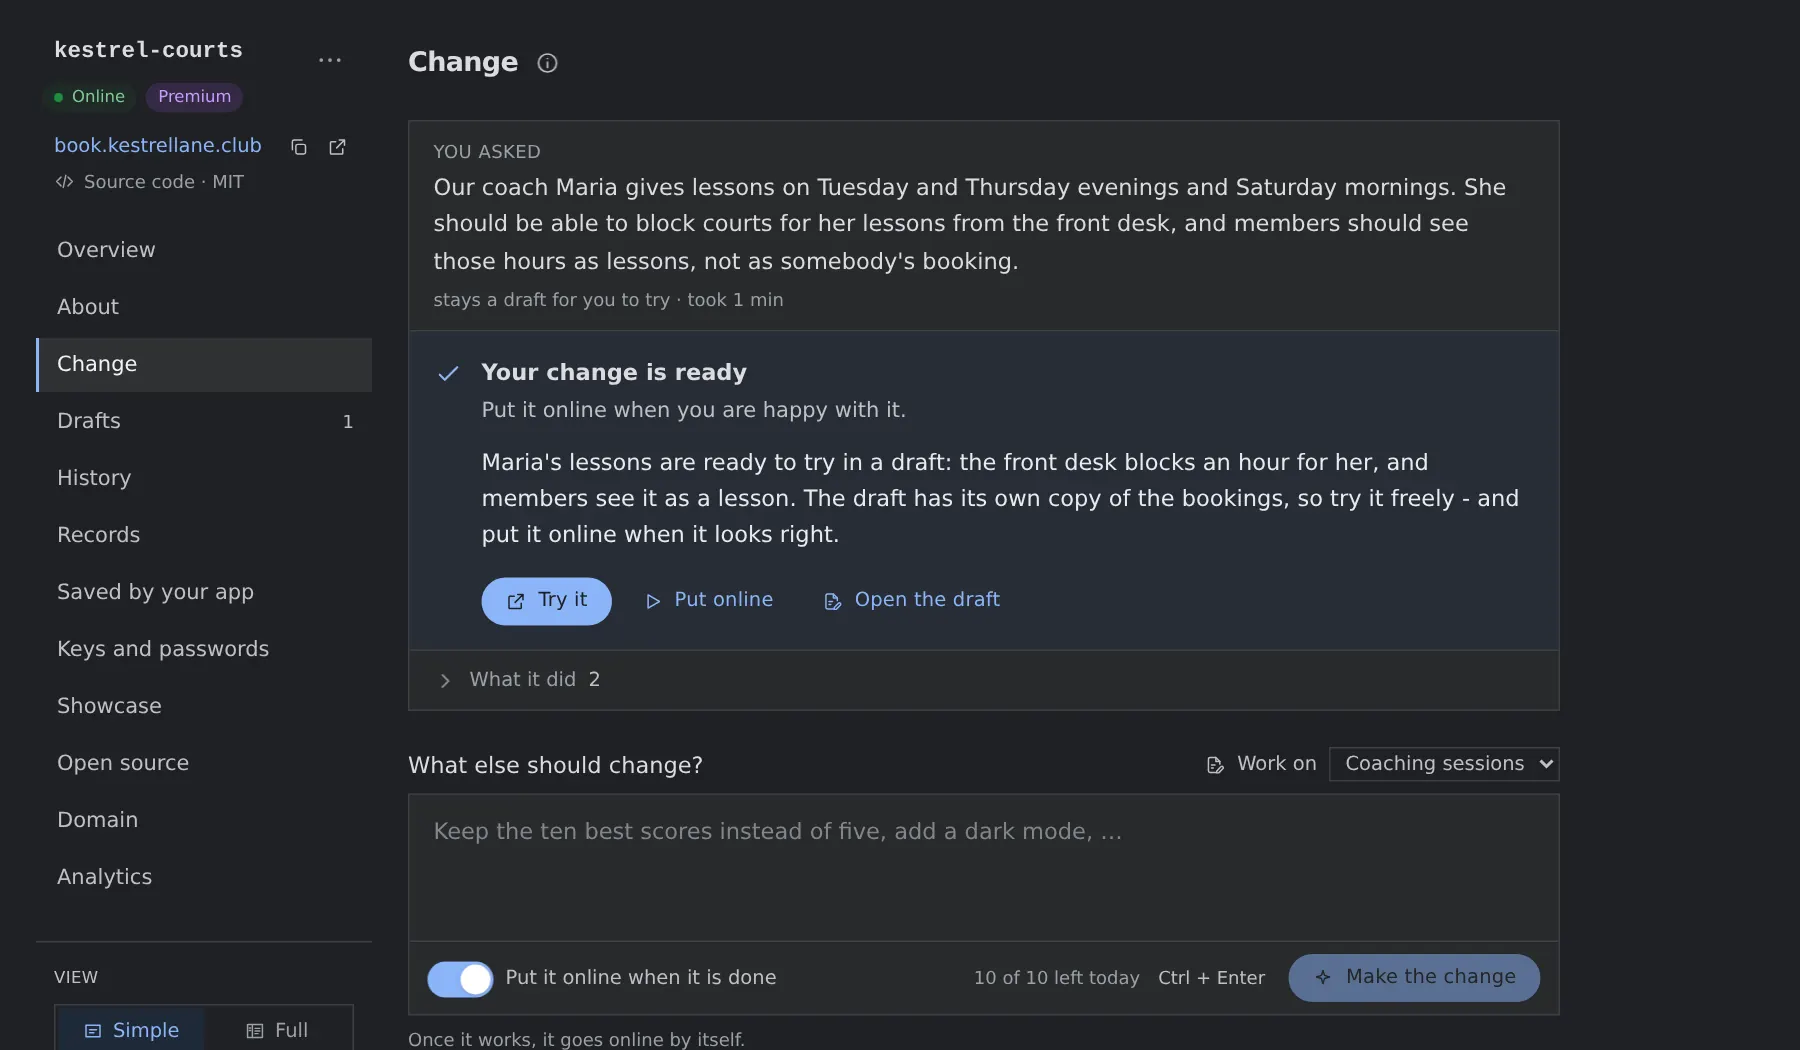 kestrel-courts
Online
Premium
book.kestrellane.club
Source code · MIT
Overview
About
Change
Drafts 1
History
Records
Saved by your app
Keys and passwords
Showcase
Open source
Domain
Analytics
VIEW
Simple
Full
Change
YOU ASKED
Our coach Maria gives lessons on Tuesday and Thursday evenings and Saturday mornings. She
should be able to block courts for her lessons from the front desk, and members should see
those hours as lessons, not as somebody's booking.
stays a draft for you to try · took 1 min
Your change is ready
Put it online when you are happy with it.
Maria's lessons are ready to try in a draft: the front desk blocks an hour for her, and
members see it as a lesson. The draft has its own copy of the bookings, so try it freely - and
put it online when it looks right.
Try it
Put online
Open the draft
What it did 2
What else should change?
Work on
Coaching sessions
Keep the ten best scores instead of five, add a dark mode, …
Put it online when it is done
10 of 10 left today
Ctrl + Enter
Make the change
Once it works, it goes online by itself.